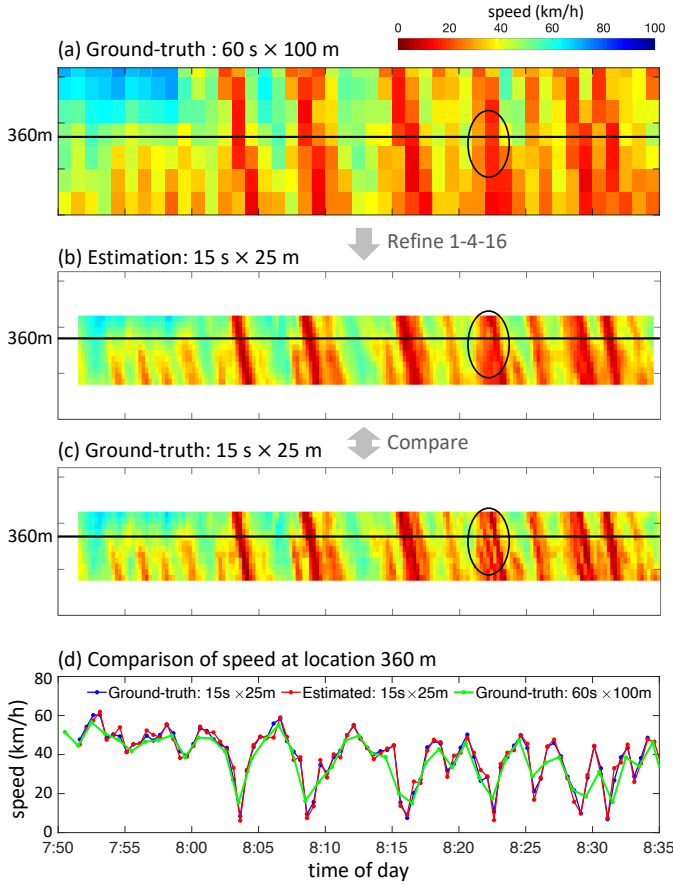 speed (km/h)
0 20 40 60 80 100
(a) Ground-truth : 60 s × 100 m
360m
Refine 1-4-16
(b) Estimation: 15 s × 25 m
360m
Compare
(c) Ground-truth: 15 s × 25 m
360m
(d) Comparison of speed at location 360 m
80
Ground-truth: 15s ×25m Estimated: 15s×25m Ground-truth: 60s ×100m
60
40
20
0
speed (km/h)
7:50 7:55 8:00 8:05 8:10 8:15 8:20 8:25 8:30 8:35
time of day